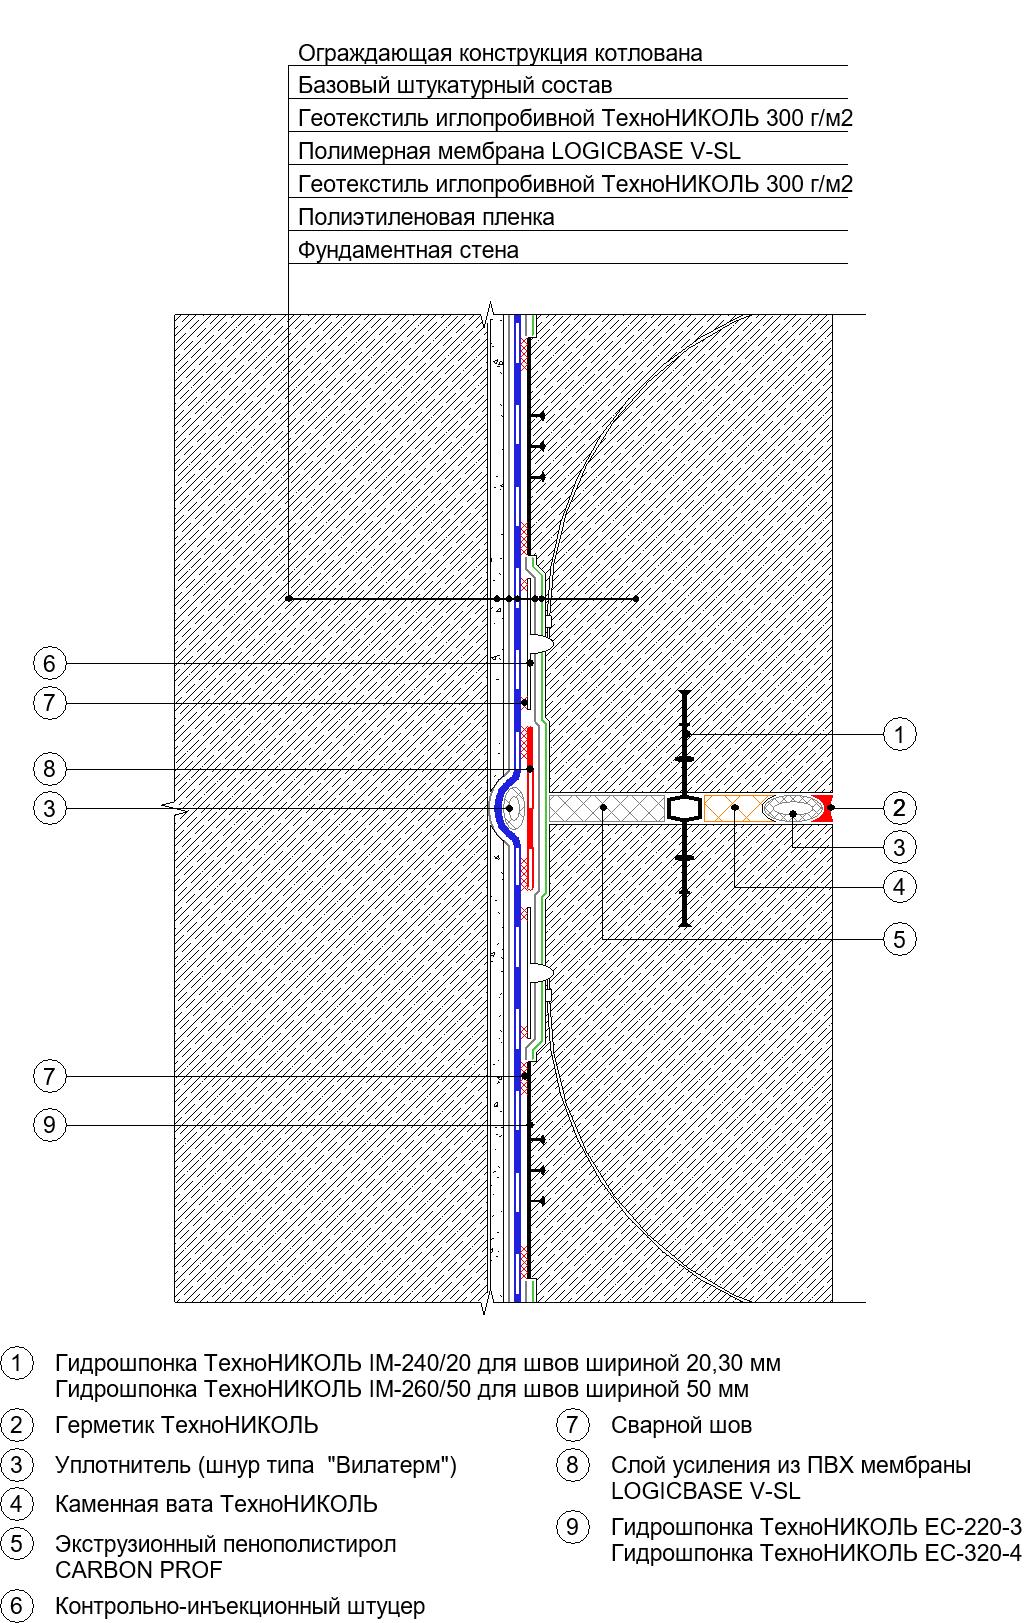 Ограждающая конструкция котлована
Базовый штукатурный состав
Геотекстиль иглопробивной ТехноНИКОЛЬ 300 г/м2
Полимерная мембрана LOGICBASE V-SL
Геотекстиль иглопробивной ТехноНИКОЛЬ 300 г/м2
Полиэтиленовая пленка
Фундаментная стена
6
7
1
8
3
2
3
4
5
7
9
1 Гидрошпонка ТехноНИКОЛЬ IM-240/20 для швов шириной 20,30 мм
Гидрошпонка ТехноНИКОЛЬ IM-260/50 для швов шириной 50 мм
2 Герметик ТехноНИКОЛЬ
3 Уплотнитель (шнур типа "Вилатерм")
4 Каменная вата ТехноНИКОЛЬ
5 Экструзионный пенополистирол
CARBON PROF
6 Контрольно-инъекционный штуцер
7 Сварной шов
8 Слой усиления из ПВХ мембраны
LOGICBASE V-SL
9 Гидрошпонка ТехноНИКОЛЬ ЕС-220-3
Гидрошпонка ТехноНИКОЛЬ ЕС-320-4